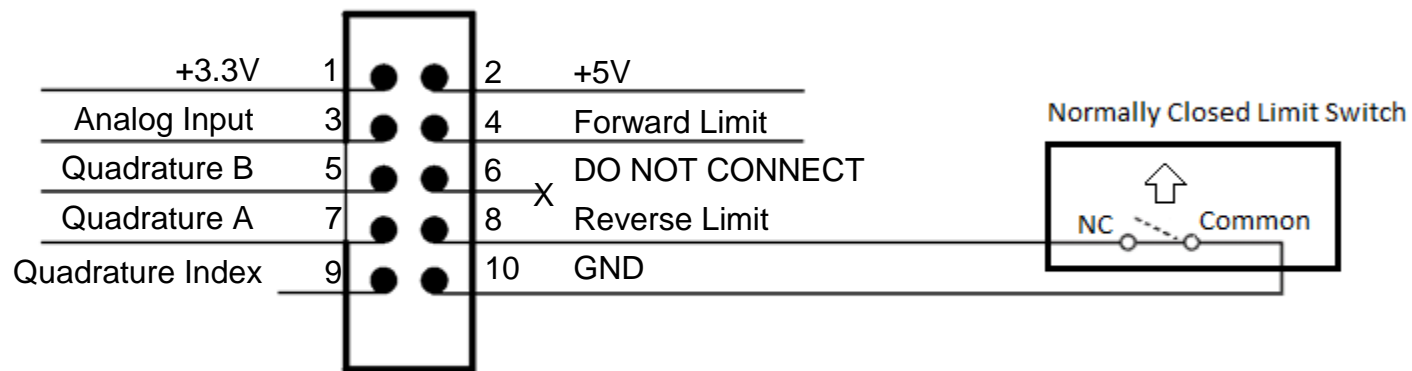 +3.3V 1 2 +5V
Analog Input 3 4 Forward Limit
Normally Closed Limit Switch
Quadrature B 5 6 DO NOT CONNECT
X
Quadrature A 7 8 Reverse Limit
NC Common
Quadrature Index 9 10 GND